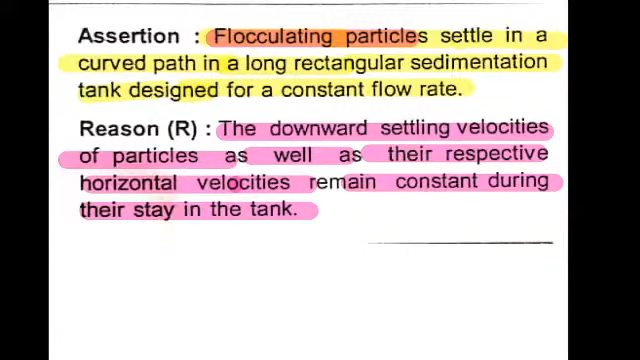 Assertion : Flocculating particles settle in a
curved path in a long rectangular sedimentation
tank designed for a constant flow rate.
Reason (R) : The downward settling velocities
of particles as well as their respective
horizontal velocities remain constant during
their stay in the tank.